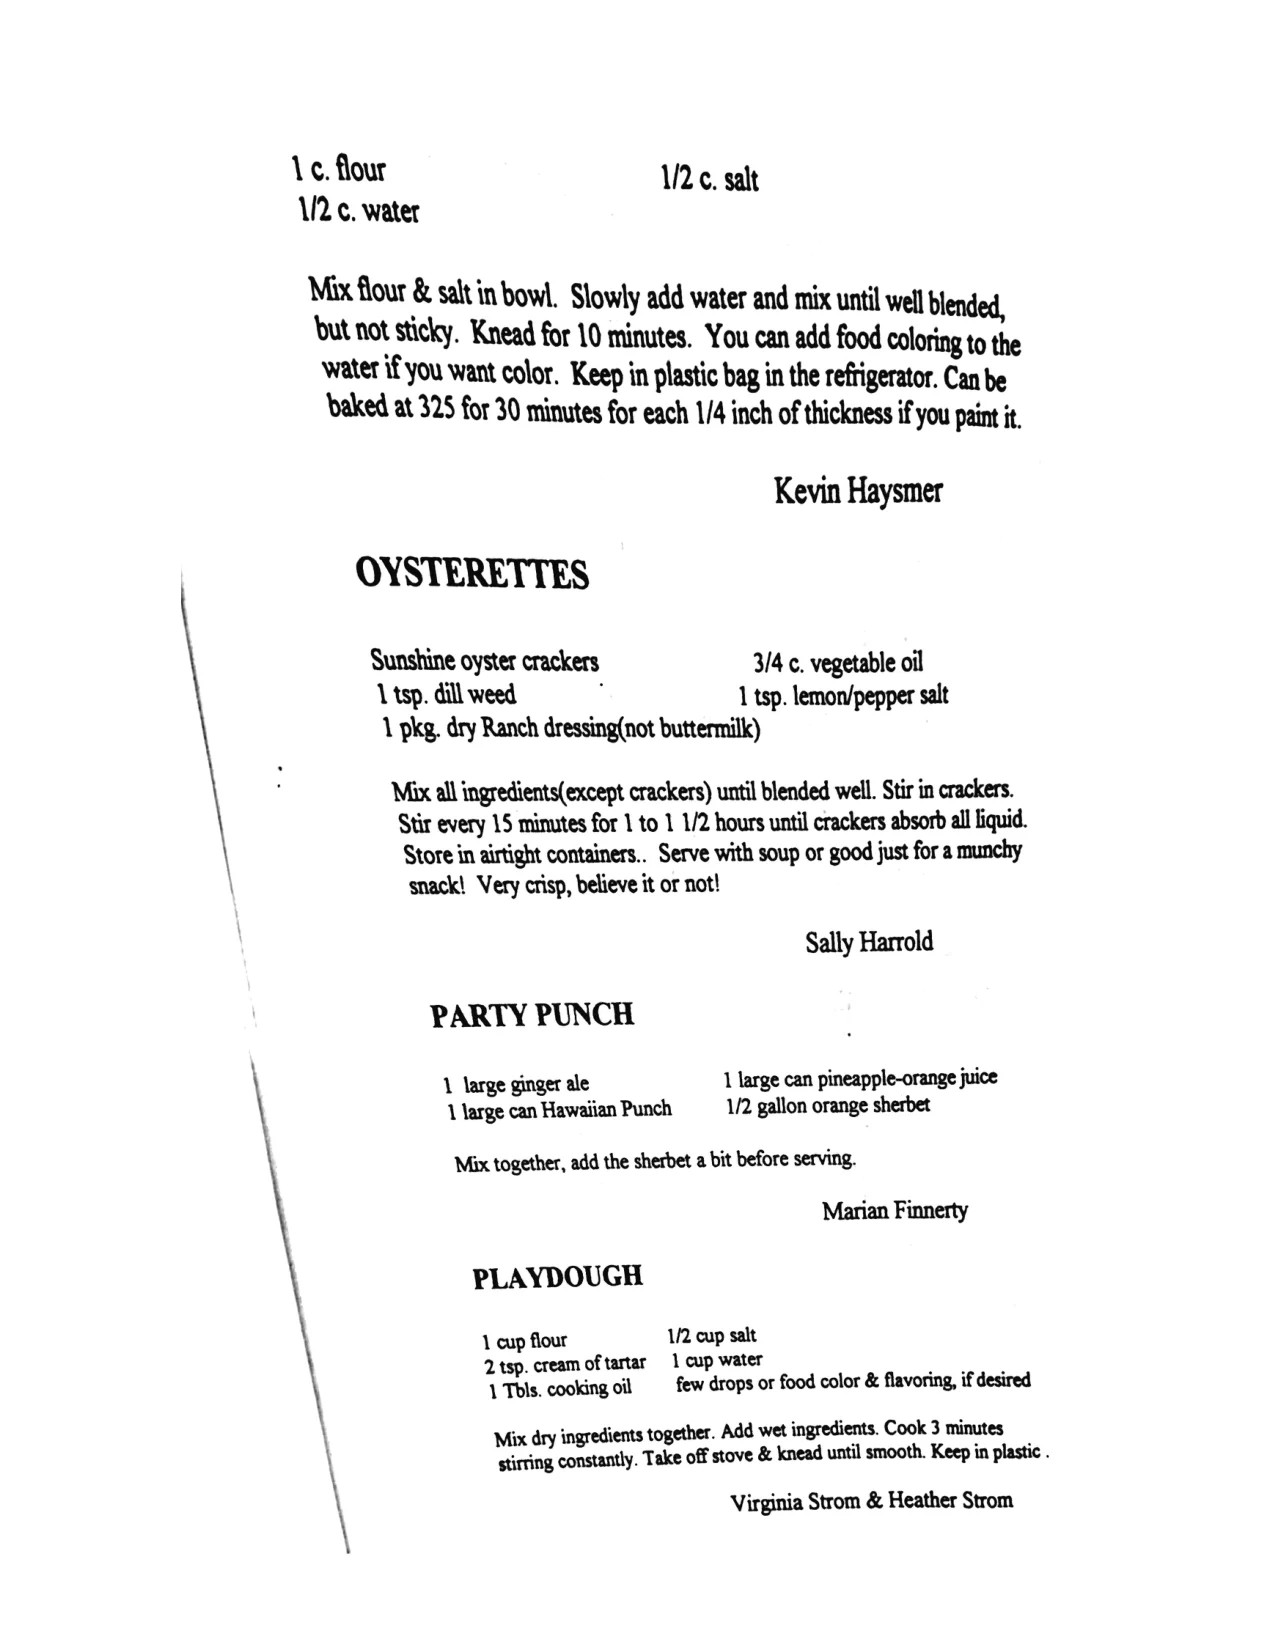 1 c. flour 1/2 c. salt
1/2 c. water
Mix flour & salt in bowl. Slowly add water and mix until well blended,
but not sticky. Knead for 10 minutes. You can add food coloring to the
water if you want color. Keep in plastic bag in the refrigerator. Can be
baked at 325 for 30 minutes for each 1/4 inch of thickness if you paint it.
Kevin Haysmer
OYSTERETTES
Sunshine oyster crackers 3/4 c. vegetable oil
1 tsp. dill weed 1 tsp. lemon/pepper salt
1 pkg. dry Ranch dressing(not buttermilk)
Mix all ingredients(except crackers) until blended well. Stir in crackers.
Stir every 15 minutes for 1 to 1 1/2 hours until crackers absorb all liquid.
Store in airtight containers.. Serve with soup or good just for a munchy
snack! Very crisp, believe it or not!
Sally Harrold
PARTY PUNCH
1 large ginger ale 1 large can pineapple-orange juice
1 large can Hawaiian Punch 1/2 gallon orange sherbet
Mix together, add the sherbet a bit before serving.
Marian Finnerty
PLAYDOUGH
1 cup flour 1/2 cup salt
2 tsp. cream of tartar 1 cup water
1 Tbls. cooking oil few drops or food color & flavoring, if desired
Mix dry ingredients together. Add wet ingredients. Cook 3 minutes
stirring constantly. Take off stove & knead until smooth. Keep in plastic .
Virginia Strom & Heather Strom